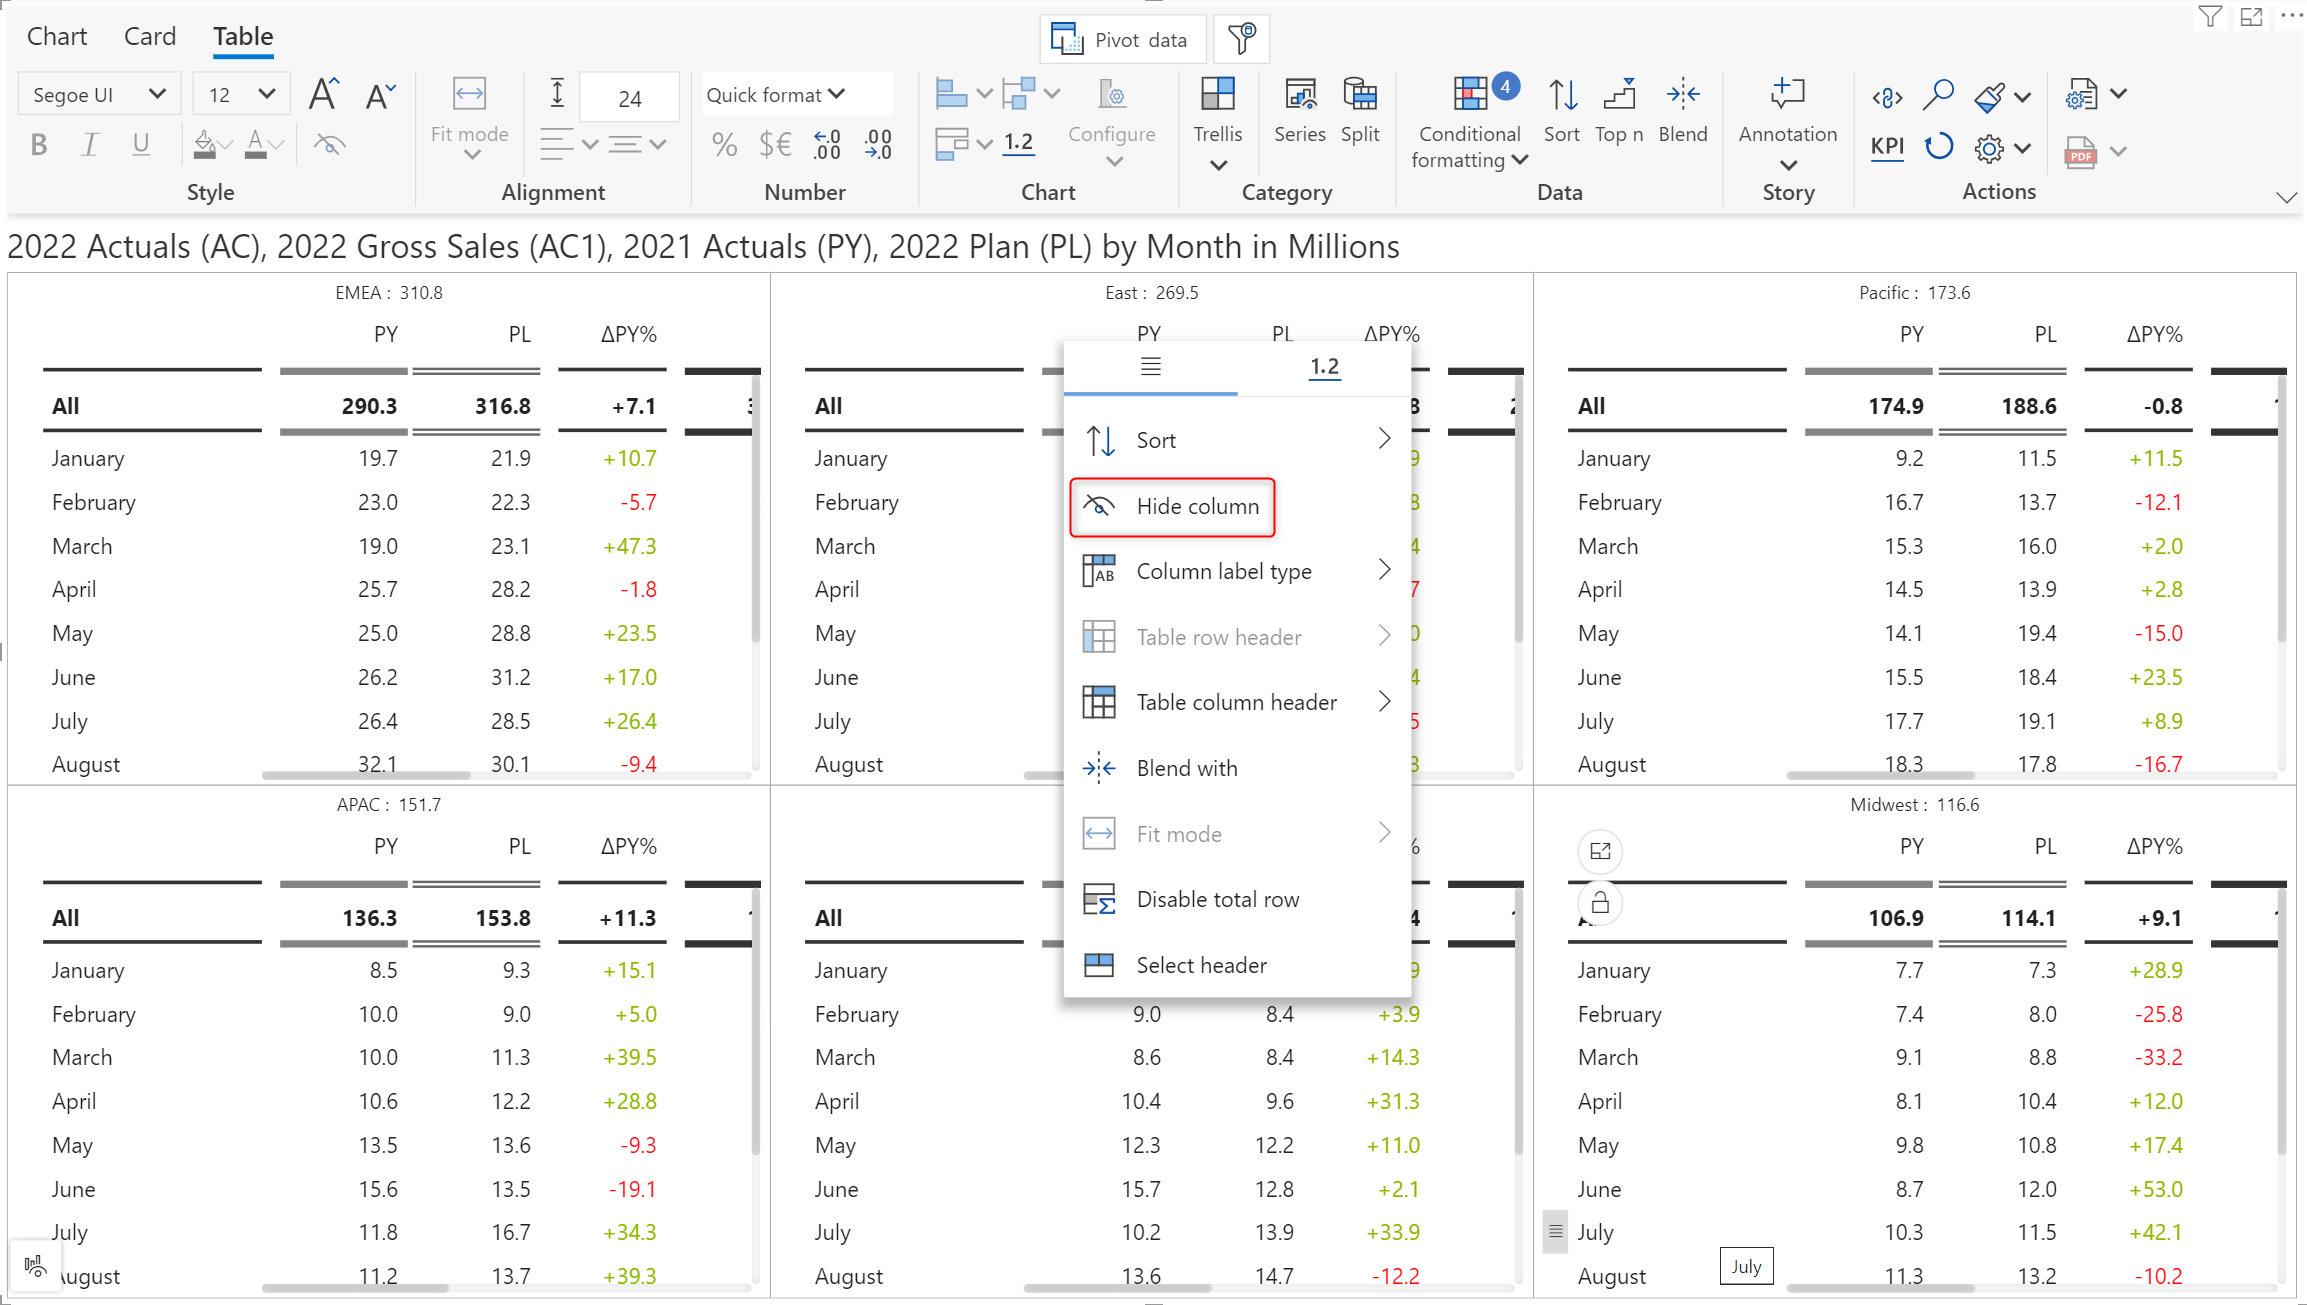 Chart Card Table
Pivot data
Segoe UI 12 A A
24
Quick format
4
B I U A
Fit mode
% $€ ←.0 .00 .00 →.0
1.2
Configure
Trellis Series Split
Conditional formatting Sort Top n Blend
Annotation
KPI
PDF
Style Alignment Number Chart Category Data Story Actions
2022 Actuals (AC), 2022 Gross Sales (AC1), 2021 Actuals (PY), 2022 Plan (PL) by Month in Millions
EMEA : 310.8
PY PL ΔPY%
All 290.3 316.8 +7.1
January 19.7 21.9 +10.7
February 23.0 22.3 -5.7
March 19.0 23.1 +47.3
April 25.7 28.2 -1.8
May 25.0 28.8 +23.5
June 26.2 31.2 +17.0
July 26.4 28.5 +26.4
August 32.1 30.1 -9.4
East : 269.5
PY PL ΔPY%
All
January
February
March
April
May
June
July
August
1.2
Sort
Hide column
AB Column label type
Table row header
Table column header
Blend with
Fit mode
Disable total row
Select header
Pacific : 173.6
PY PL ΔPY%
All 174.9 188.6 -0.8
January 9.2 11.5 +11.5
February 16.7 13.7 -12.1
March 15.3 16.0 +2.0
April 14.5 13.9 +2.8
May 14.1 19.4 -15.0
June 15.5 18.4 +23.5
July 17.7 19.1 +8.9
August 18.3 17.8 -16.7
APAC : 151.7
PY PL ΔPY%
All 136.3 153.8 +11.3
January 8.5 9.3 +15.1
February 10.0 9.0 +5.0
March 10.0 11.3 +39.5
April 10.6 12.2 +28.8
May 13.5 13.6 -9.3
June 15.6 13.5 -19.1
July 11.8 16.7 +34.3
August 11.2 13.7 +39.3
All
January
February 9.0 8.4 +3.9
March 8.6 8.4 +14.3
April 10.4 9.6 +31.3
May 12.3 12.2 +11.0
June 15.7 12.8 +2.1
July 10.2 13.9 +33.9
August 13.6 14.7 -12.2
Midwest : 116.6
PY PL ΔPY%
106.9 114.1 +9.1
January 7.7 7.3 +28.9
February 7.4 8.0 -25.8
March 9.1 8.8 -33.2
April 8.1 10.4 +12.0
May 9.8 10.8 +17.4
June 8.7 12.0 +53.0
July 10.3 11.5 +42.1
August 11.3 13.2 -10.2
July